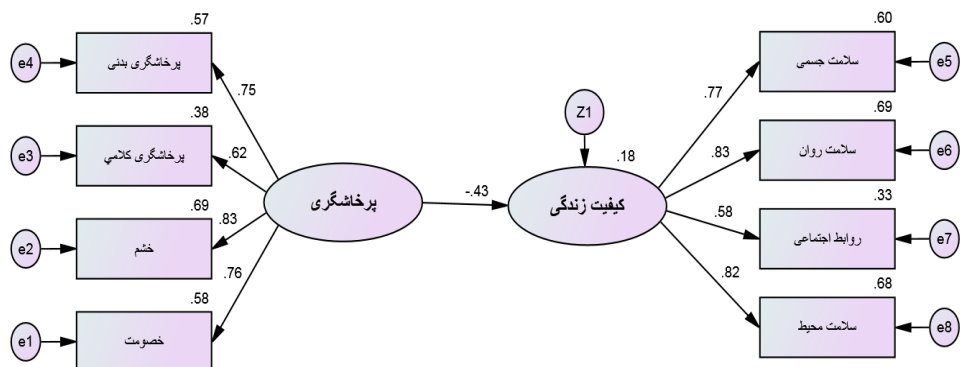 .57
e4
پرخاشگری بدنی
.75
.38
e3
پرخاشگری کلامي
.62
.69
e2
خشم
.83
.58
e1
خصومت
.76
پرخاشگری
-.43
Z1
.18
کیفیت زندگی
.60
سلامت جسمی
e5
.77
.69
سلامت روان
e6
.83
.33
روابط اجتماعی
e7
.58
.68
سلامت محیط
e8
.82